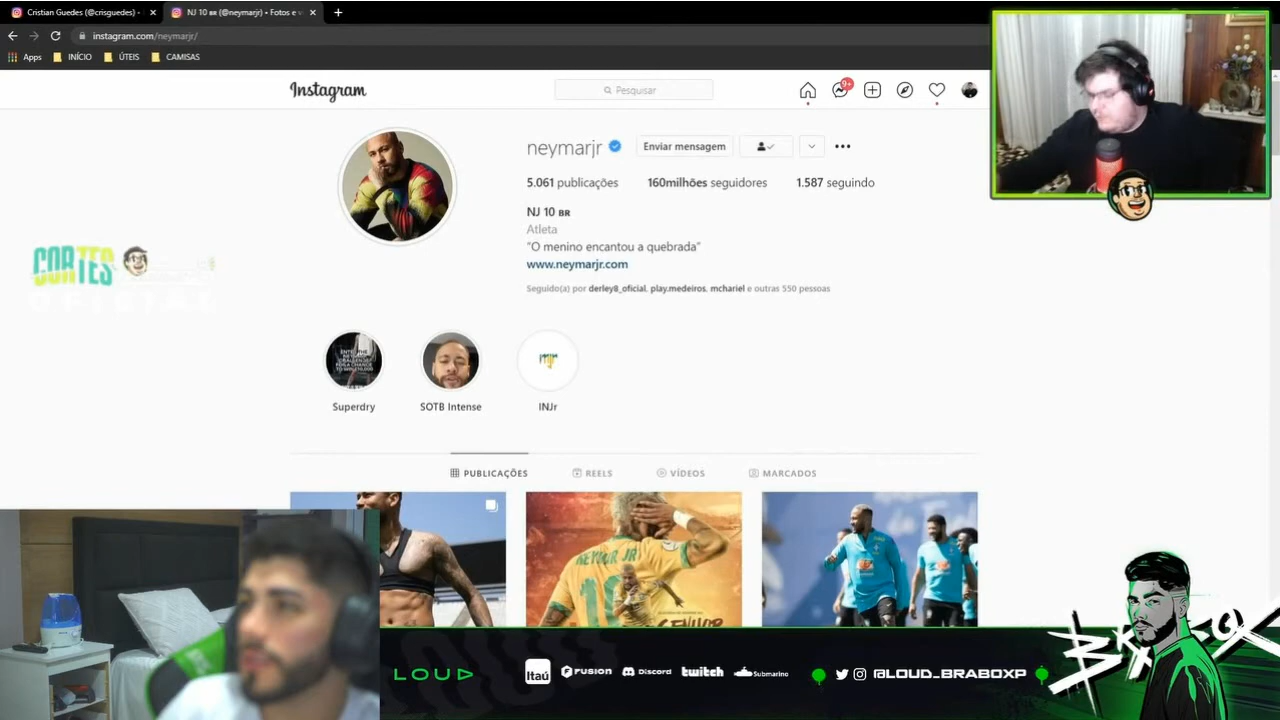 Cristian Guedes (@crisguedes) •
NJ 10 BR (@neymarjr) • Fotos e v
instagram.com/neymarjr/
Apps
INÍCIO
ÚTEIS
CAMISAS
Instagram
Pesquisar
9+
neymarjr
Enviar mensagem
5.061 publicações 160milhões seguidores 1.587 seguindo
NJ 10 BR
Atleta
"O menino encantou a quebrada"
www.neymarjr.com
Seguido(a) por derley8_oficial, play.medeiros, mchariel e outras 550 pessoas
CORTES
OFICIAL
Superdry
SOTB Intense
INJr
PUBLICAÇÕES
REELS
VÍDEOS
MARCADOS
NEYMAR JR
10
LOUD
Itaú
FUSION
Discord
twitch
Submarino
@LOUD_BRABOXP